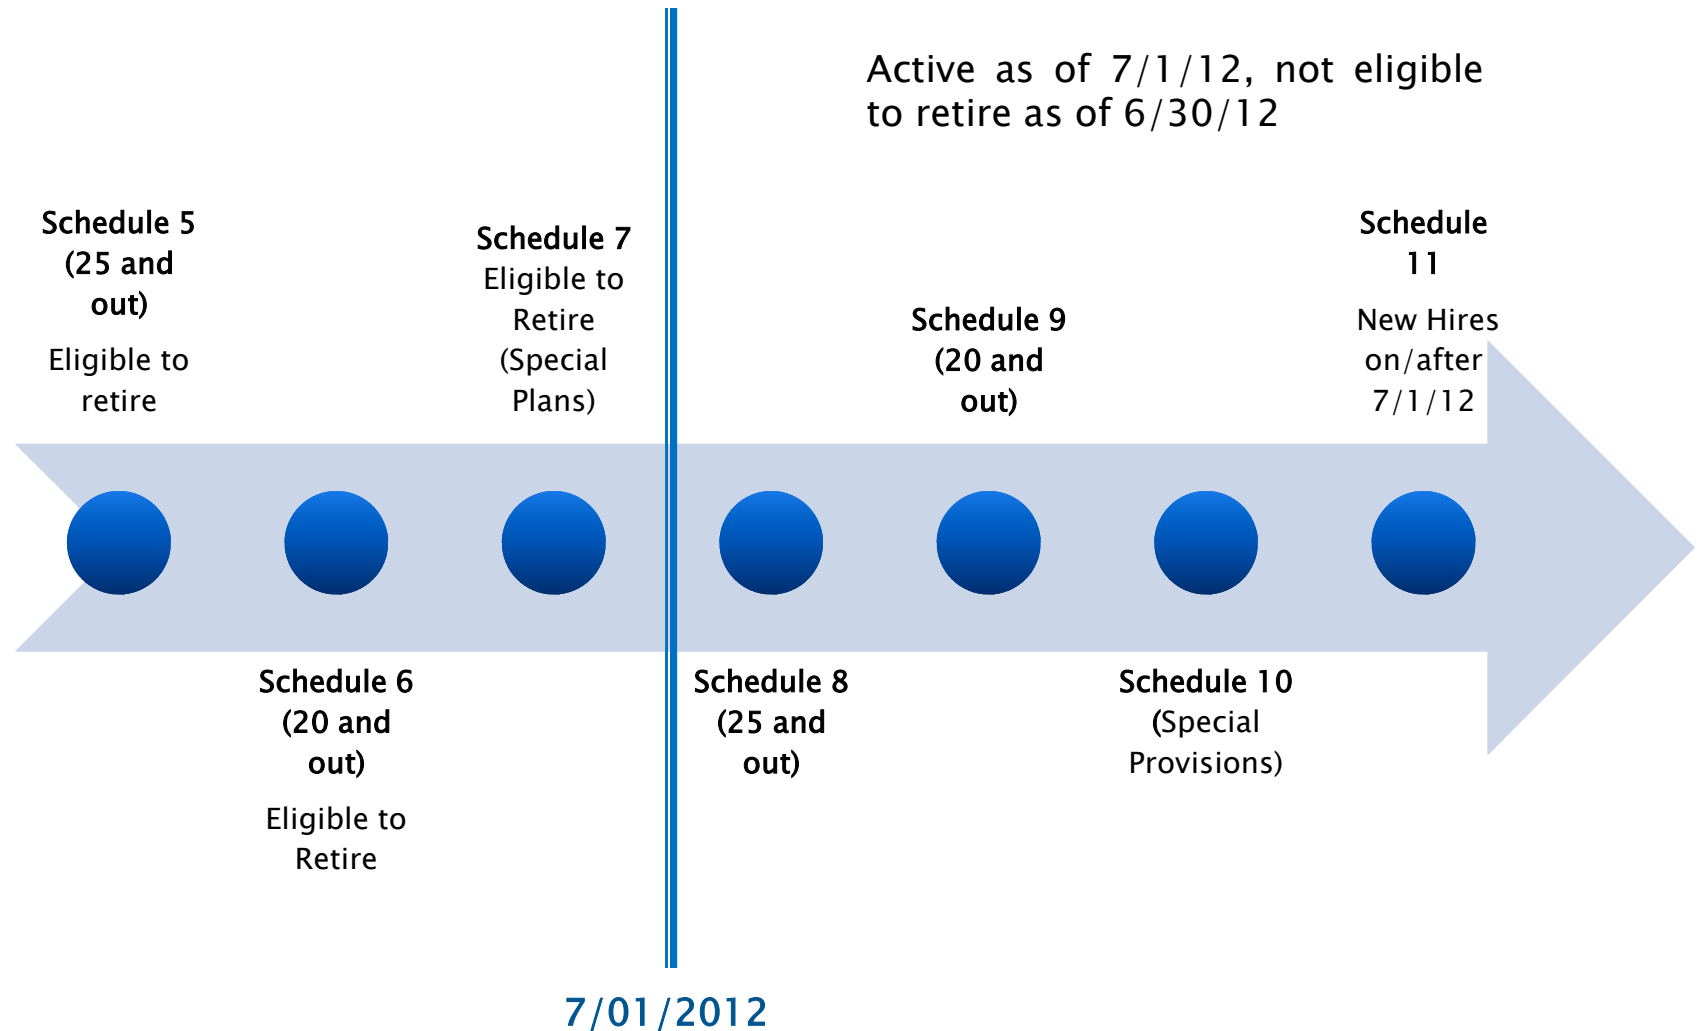 Active as of 7/1/12, not eligible
to retire as of 6/30/12
Schedule 5
(25 and
out)
Eligible to
retire
Schedule 7
Eligible to
Retire
(Special
Plans)
Schedule 9
(20 and
out)
Schedule
11
New Hires
on/after
7/1/12
Schedule 6
(20 and
out)
Eligible to
Retire
Schedule 8
(25 and
out)
Schedule 10
(Special
Provisions)
7/01/2012